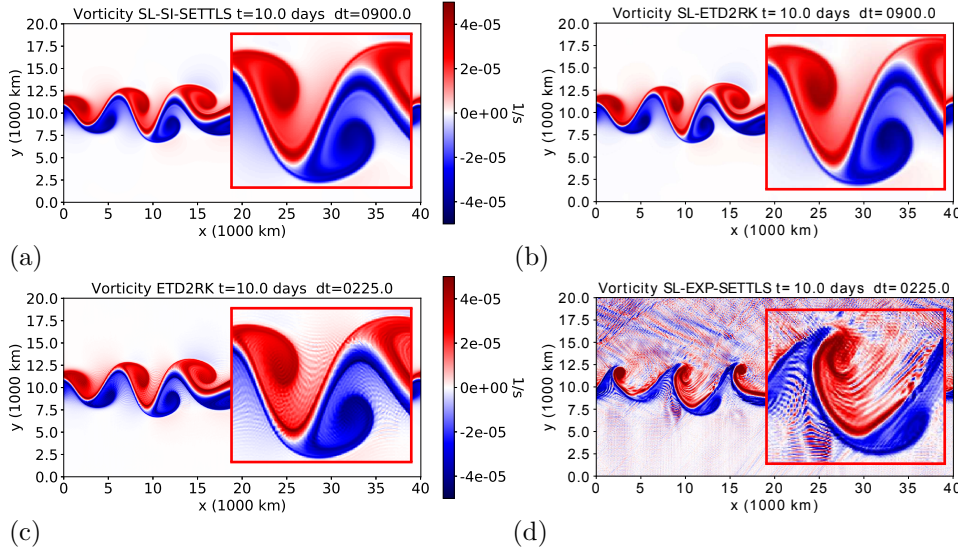 Vorticity SL-SI-SETTLS t=10.0 days dt=0900.0
20.0
17.5
15.0
12.5
10.0
7.5
5.0
2.5
0.0
y (1000 km)
0 5 10 15 20 25 30 35 40
x (1000 km)
4e-05
2e-05
0e+00
-2e-05
-4e-05
1/s
(a)
Vorticity SL-ETD2RK t= 10.0 days dt= 0900.0
20.0
17.5
15.0
12.5
10.0
7.5
5.0
2.5
0.0
y (1000 km)
0 5 10 15 20 25 30 35 40
x (1000 km)
(b)
Vorticity ETD2RK t=10.0 days dt=0225.0
20.0
17.5
15.0
12.5
10.0
7.5
5.0
2.5
0.0
y (1000 km)
0 5 10 15 20 25 30 35 40
x (1000 km)
4e-05
2e-05
0e+00
-2e-05
-4e-05
1/s
(c)
Vorticity SL-EXP-SETTLS t= 10.0 days dt= 0225.0
20.0
17.5
15.0
12.5
10.0
7.5
5.0
2.5
0.0
y (1000 km)
0 5 10 15 20 25 30 35 40
x (1000 km)
(d)